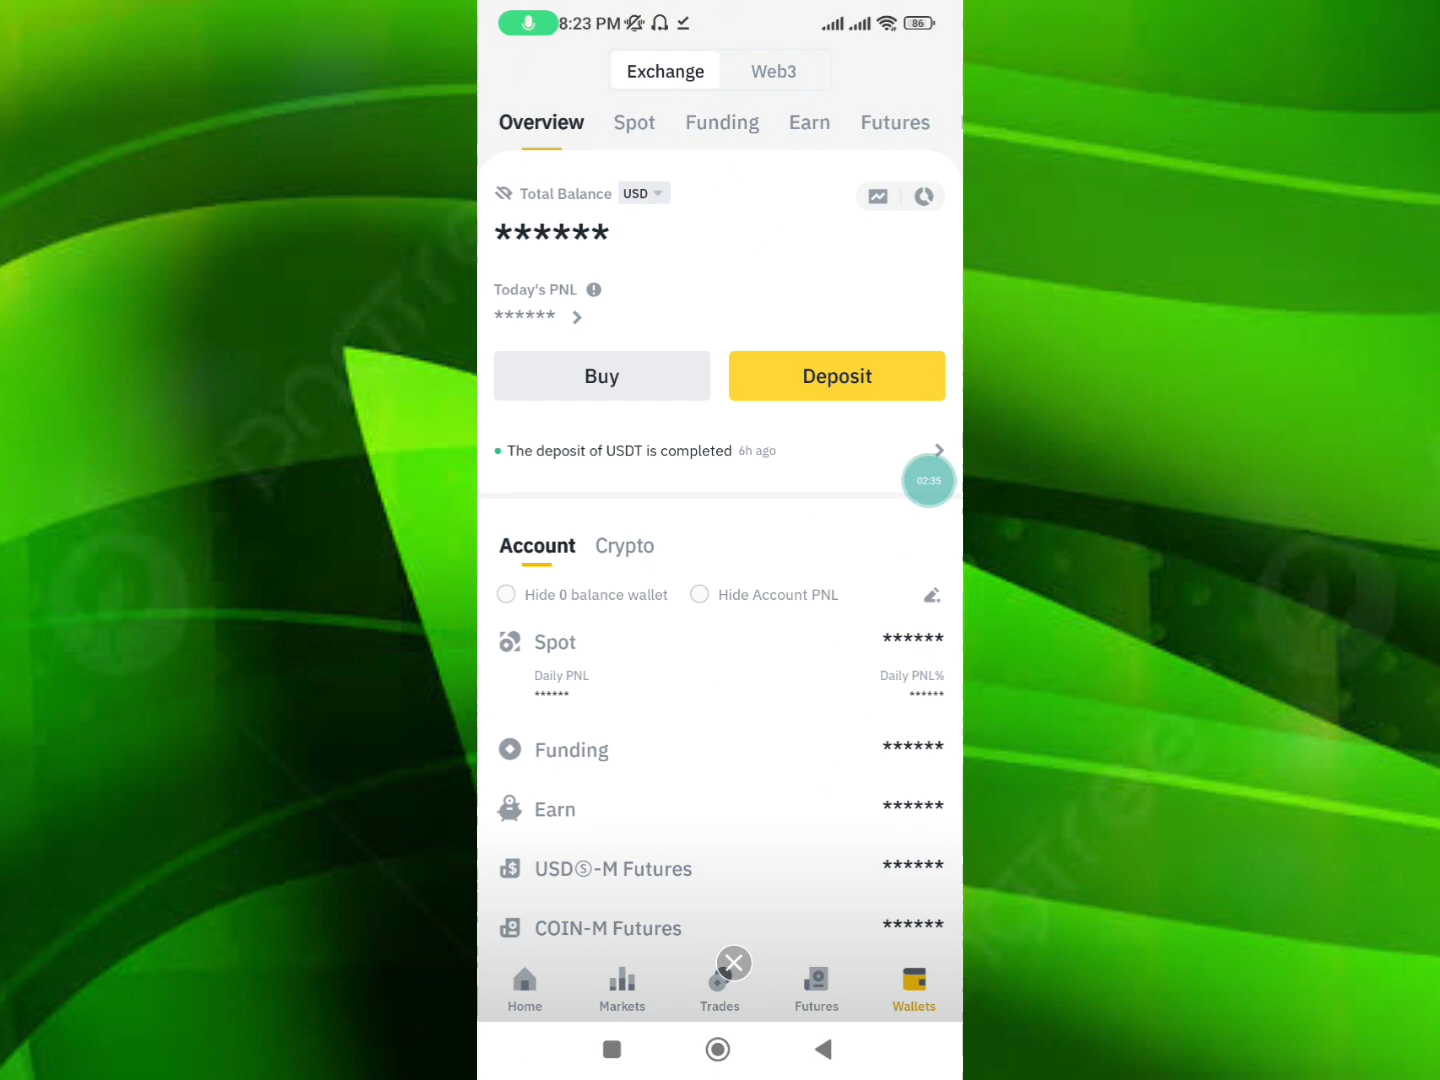 8:23 PM
86
Exchange Web3
Overview Spot Funding Earn Futures
Total Balance USD
******
Today's PNL
******
Buy Deposit
The deposit of USDT is completed 6h ago
02:35
Account Crypto
Hide 0 balance wallet Hide Account PNL
Spot ******
Daily PNL Daily PNL%
****** ******
Funding ******
Earn ******
USDⓈ-M Futures ******
COIN-M Futures ******
Home Markets Trades Futures Wallets